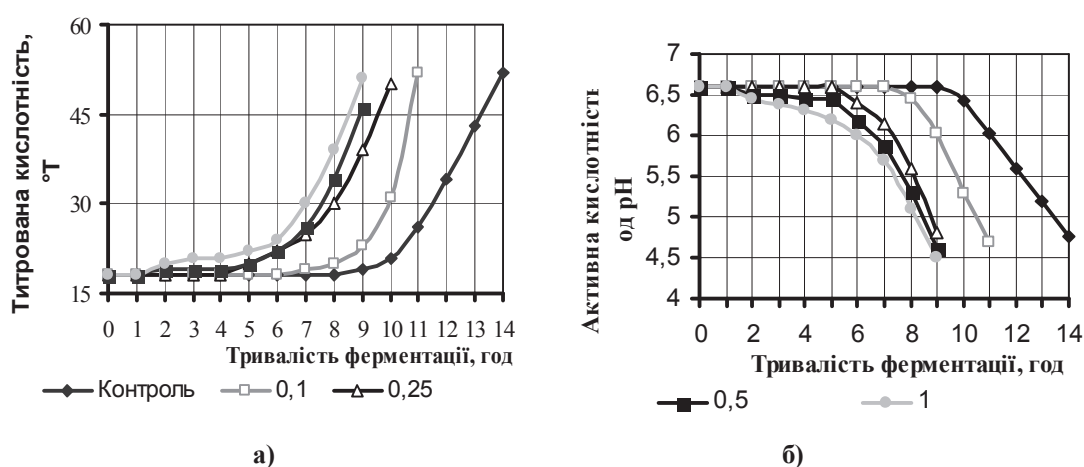 Титрована кислотність,
°Т
60
45
30
15
0 1 2 3 4 5 6 7 8 9 10 11 12 13 14
Тривалість ферментації, год
Контроль 0,1 0,25
а)
Активна кислотніст
од рН
7
6,5
6
5,5
5
4,5
4
0 2 4 6 8 10 12 14
Тривалість ферментації, год
0,5 1
б)